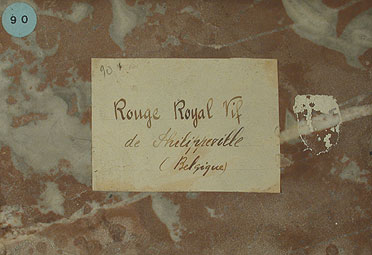 90
90
Rouge Royal Vif
de Philippeville
(Belgique)